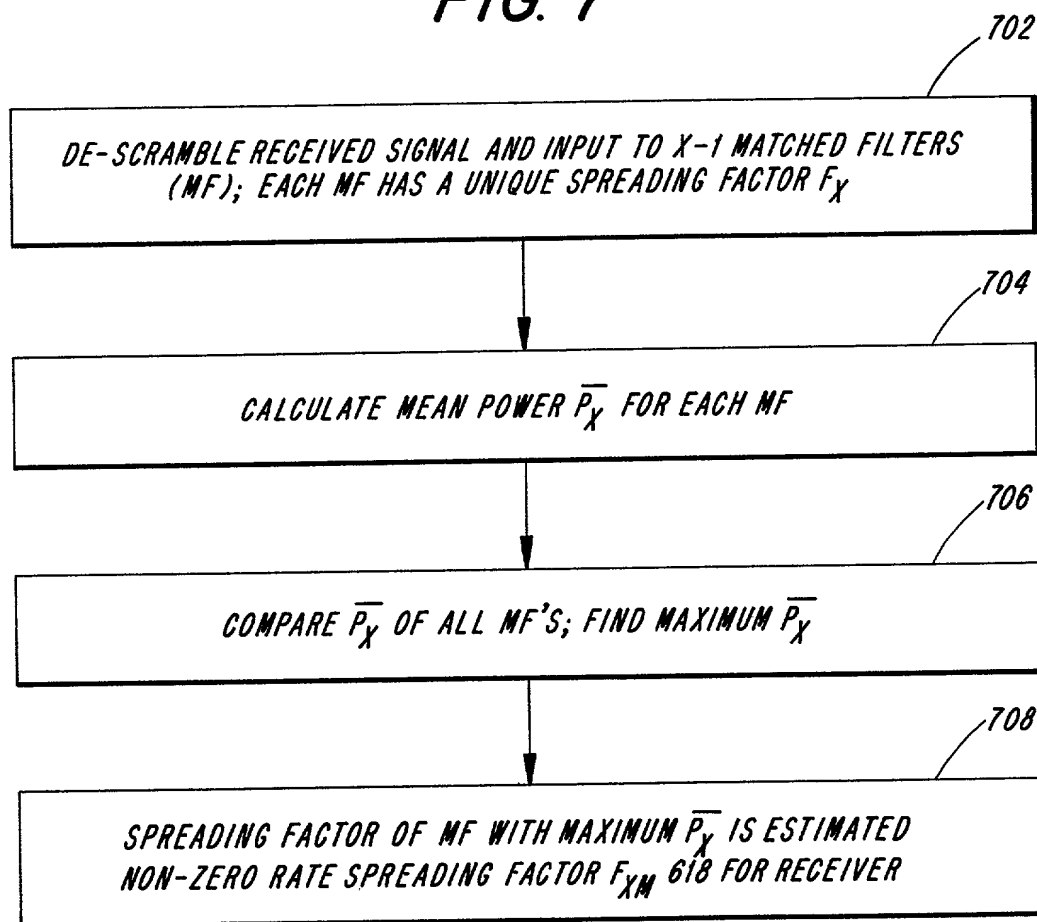 FIG. 7
702
DE-SCRAMBLE RECEIVED SIGNAL AND INPUT TO X-1 MATCHED FILTERS
(MF); EACH MF HAS A UNIQUE SPREADING FACTOR F_X
704
CALCULATE MEAN POWER P̅_X FOR EACH MF
706
COMPARE P̅_X OF ALL MF'S; FIND MAXIMUM P̅_X
708
SPREADING FACTOR OF MF WITH MAXIMUM P̅_X IS ESTIMATED
NON-ZERO RATE SPREADING FACTOR F_XM 618 FOR RECEIVER